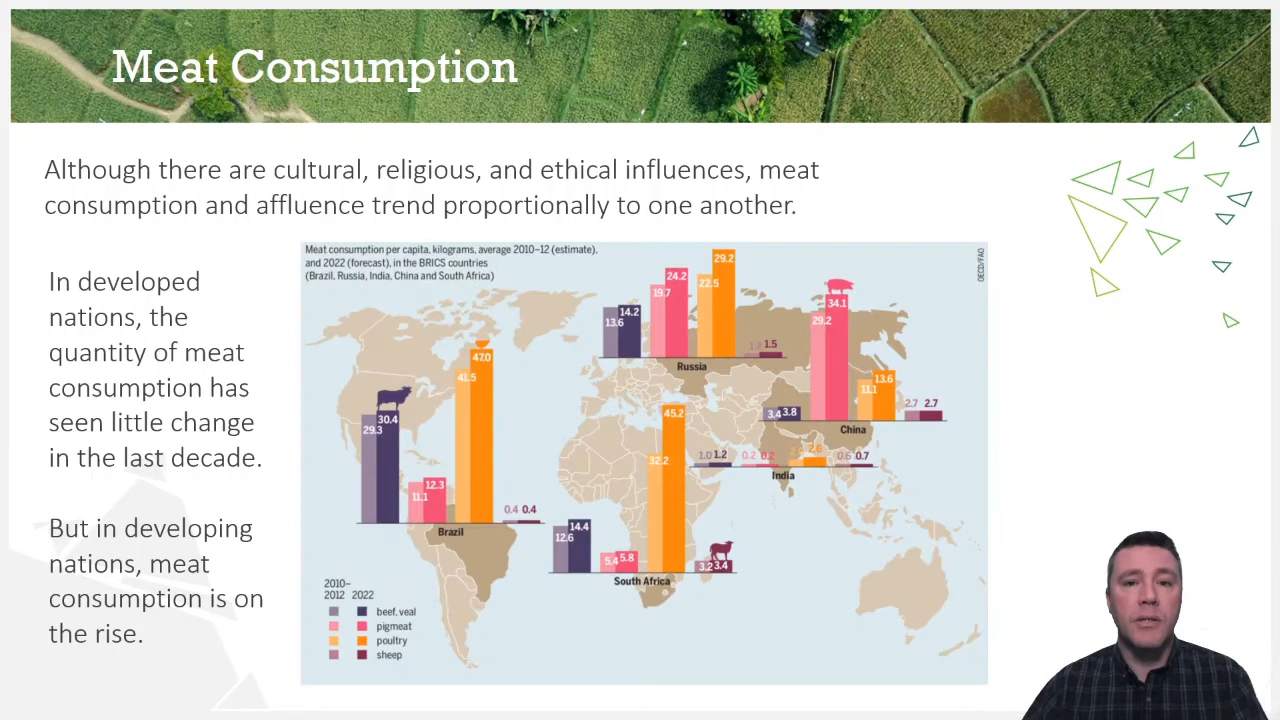 Meat Consumption
Although there are cultural, religious, and ethical influences, meat
consumption and affluence trend proportionally to one another.
In developed
nations, the
quantity of meat
consumption has
seen little change
in the last decade.
But in developing
nations, meat
consumption is on
the rise.
Meat consumption per capita, kilograms, average 2010–12 (estimate),
and 2022 (forecast), in the BRICS countries
(Brazil, Russia, India, China and South Africa)
OECD/FAO
13.6 14.2 19.7 24.2 22.5 29.2 1.5
Russia
29.2 34.1 3.4 3.8 11.1 13.6 2.7 2.7
China
29.3 30.4 11.1 12.3 41.5 47.0 0.4 0.4
Brazil
1.0 1.2 0.2 0.2 2.6 0.6 0.7
India
12.6 14.4 5.4 5.8 32.2 45.2 3.2 3.4
South Africa
2010–
2012 2022
beef, veal
pigmeat
poultry
sheep